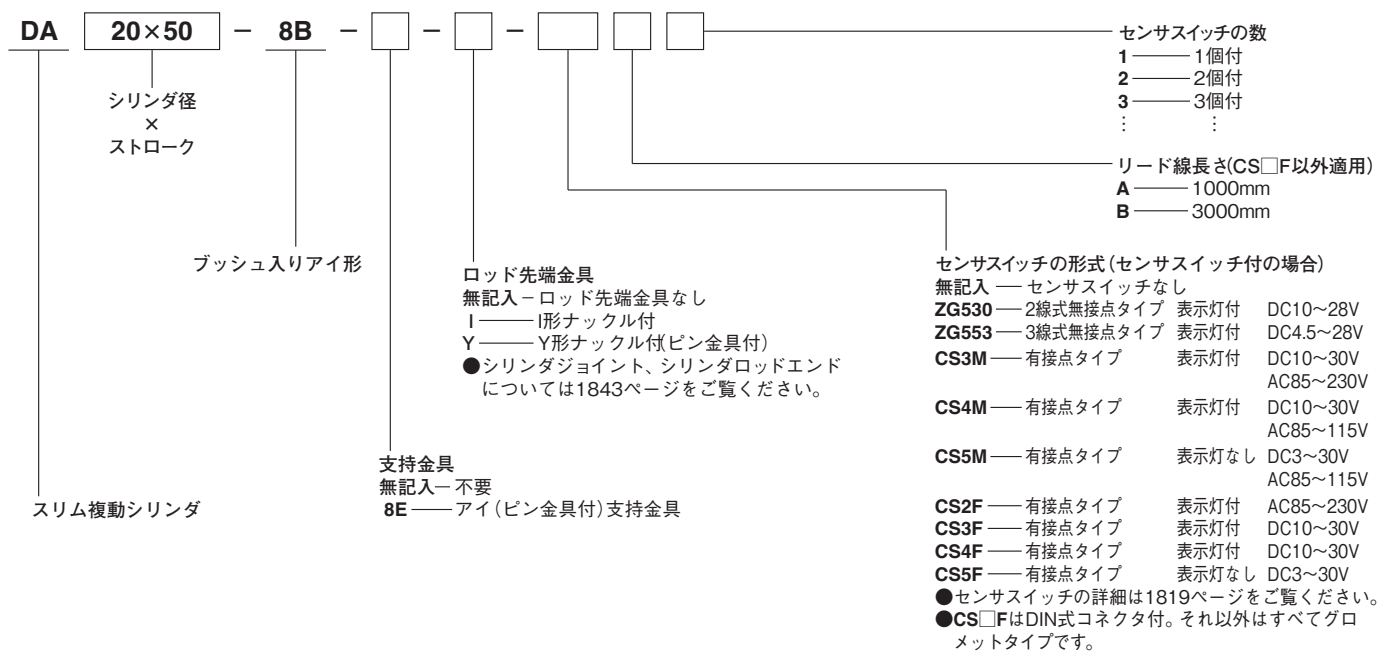 DA 20×50 － 8B － □ － □ － □ □ □
シリンダ径
×
ストローク
ブッシュ入りアイ形
スリム複動シリンダ
支持金具
無記入－不要
8E ── アイ（ピン金具付）支持金具
ロッド先端金具
無記入－ロッド先端金具なし
I ─── I形ナックル付
Y ─── Y形ナックル付（ピン金具付）
●シリンダジョイント、シリンダロッドエンド
については1843ページをご覧ください。
センサスイッチの数
1 ─── 1個付
2 ─── 2個付
3 ─── 3個付
⋮ ⋮
リード線長さ（CS□F以外適用）
A ─── 1000mm
B ─── 3000mm
センサスイッチの形式（センサスイッチ付の場合）
無記入 ── センサスイッチなし
ZG530 ── 2線式無接点タイプ 表示灯付 DC10〜28V
ZG553 ── 3線式無接点タイプ 表示灯付 DC4.5〜28V
CS3M ── 有接点タイプ 表示灯付 DC10〜30V
AC85〜230V
CS4M ── 有接点タイプ 表示灯付 DC10〜30V
AC85〜115V
CS5M ── 有接点タイプ 表示灯なし DC3〜30V
AC85〜115V
CS2F ── 有接点タイプ 表示灯付 AC85〜230V
CS3F ── 有接点タイプ 表示灯付 DC10〜30V
CS4F ── 有接点タイプ 表示灯付 DC10〜30V
CS5F ── 有接点タイプ 表示灯なし DC3〜30V
●センサスイッチの詳細は1819ページをご覧ください。
●CS□FはDIN式コネクタ付。それ以外はすべてグロ
メットタイプです。